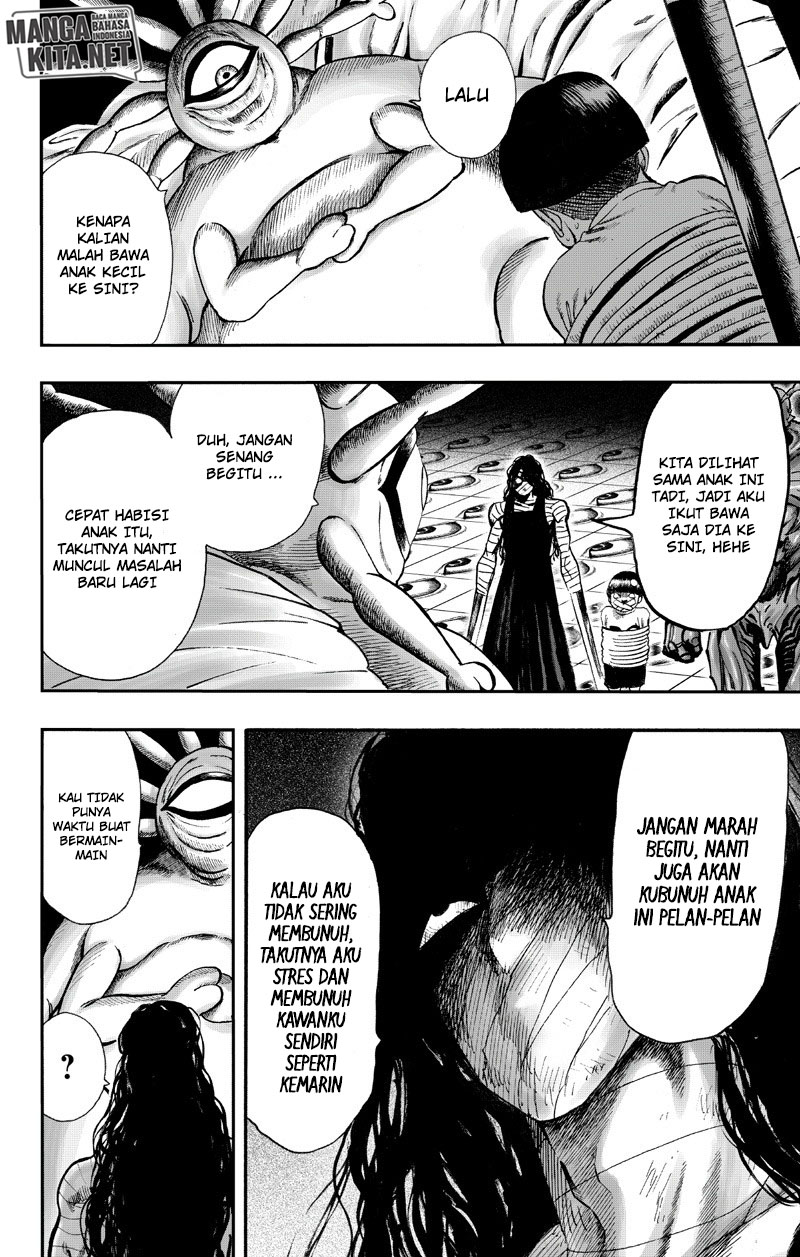 MANGA
KITA.NET
BACA MANGA
BAHASA
INDONESIA
LALU
KENAPA
KALIAN
MALAH BAWA
ANAK KECIL
KE SINI?
KITA DILIHAT
SAMA ANAK INI
TADI, JADI AKU
IKUT BAWA
SAJA DIA KE
SINI, HEHE
DUH, JANGAN
SENANG
BEGITU ...
CEPAT HABISI
ANAK ITU,
TAKUTNYA NANTI
MUNCUL MASALAH
BARU LAGI
JANGAN MARAH
BEGITU, NANTI
JUGA AKAN
KUBUNUH ANAK
INI PELAN-PELAN
KALAU AKU
TIDAK SERING
MEMBUNUH,
TAKUTNYA AKU
STRES DAN
MEMBUNUH
KAWANKU
SENDIRI
SEPERTI
KEMARIN
KAU TIDAK
PUNYA
WAKTU BUAT
BERMAIN-
MAIN
?